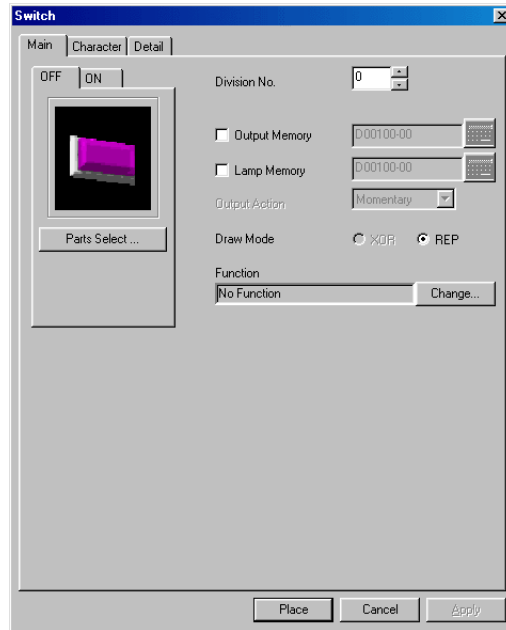 Switch
Main Character Detail
OFF ON
Division No. 0
Output Memory D00100-00
Lamp Memory D00100-00
Output Action Momentary
Parts Select ...
Draw Mode XOR REP
Function
No Function Change...
Place Cancel Apply